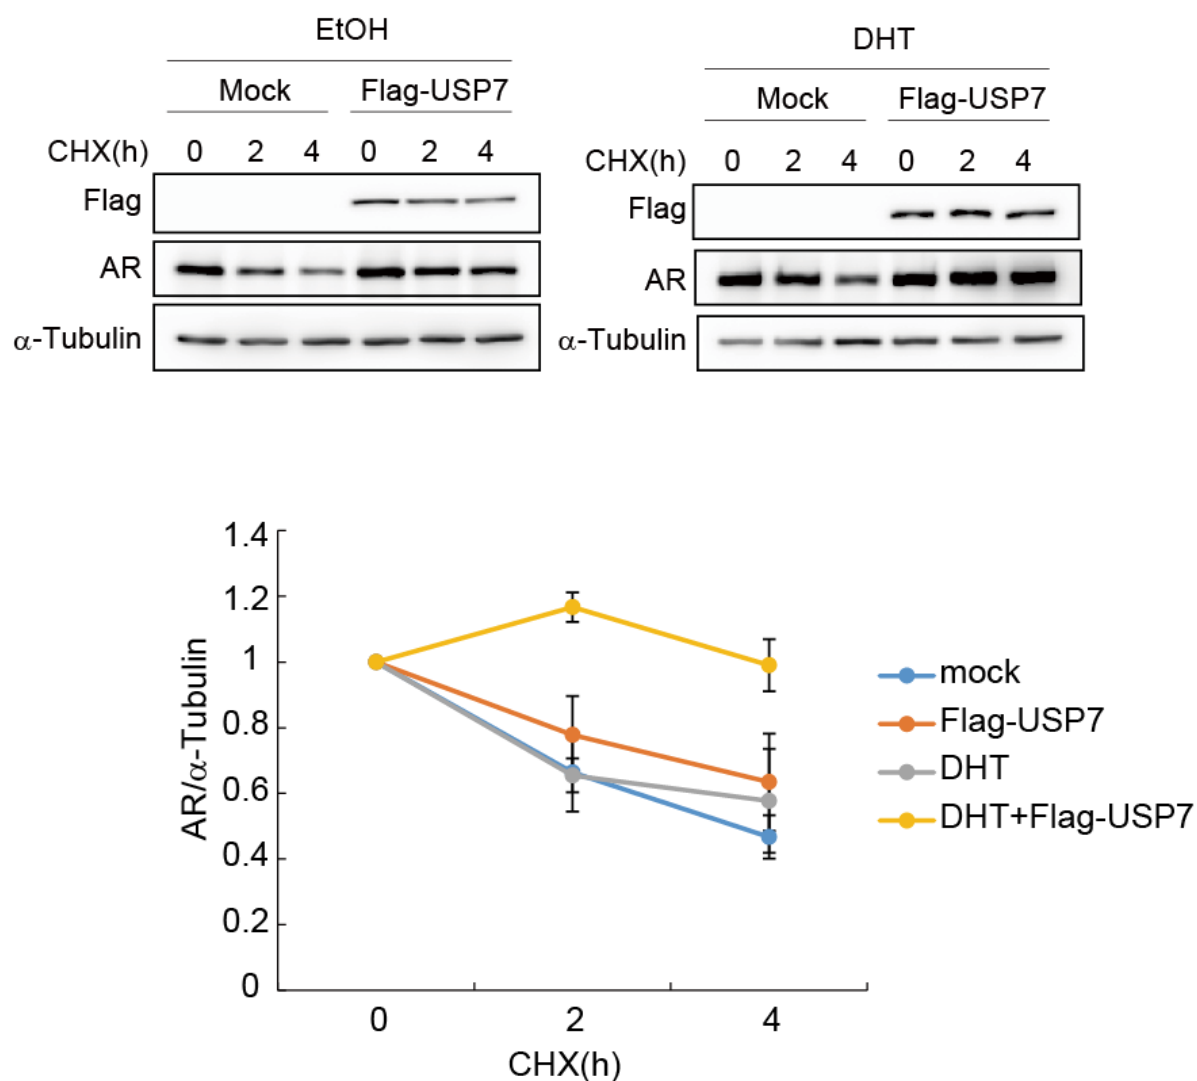 EtOH
Mock Flag-USP7
CHX(h) 0 2 4 0 2 4
Flag
AR
α-Tubulin
DHT
Mock Flag-USP7
CHX(h) 0 2 4 0 2 4
Flag
AR
α-Tubulin
AR/α-Tubulin
1.4
1.2
1
0.8
0.6
0.4
0.2
0
0 2 4
CHX(h)
mock
Flag-USP7
DHT
DHT+Flag-USP7